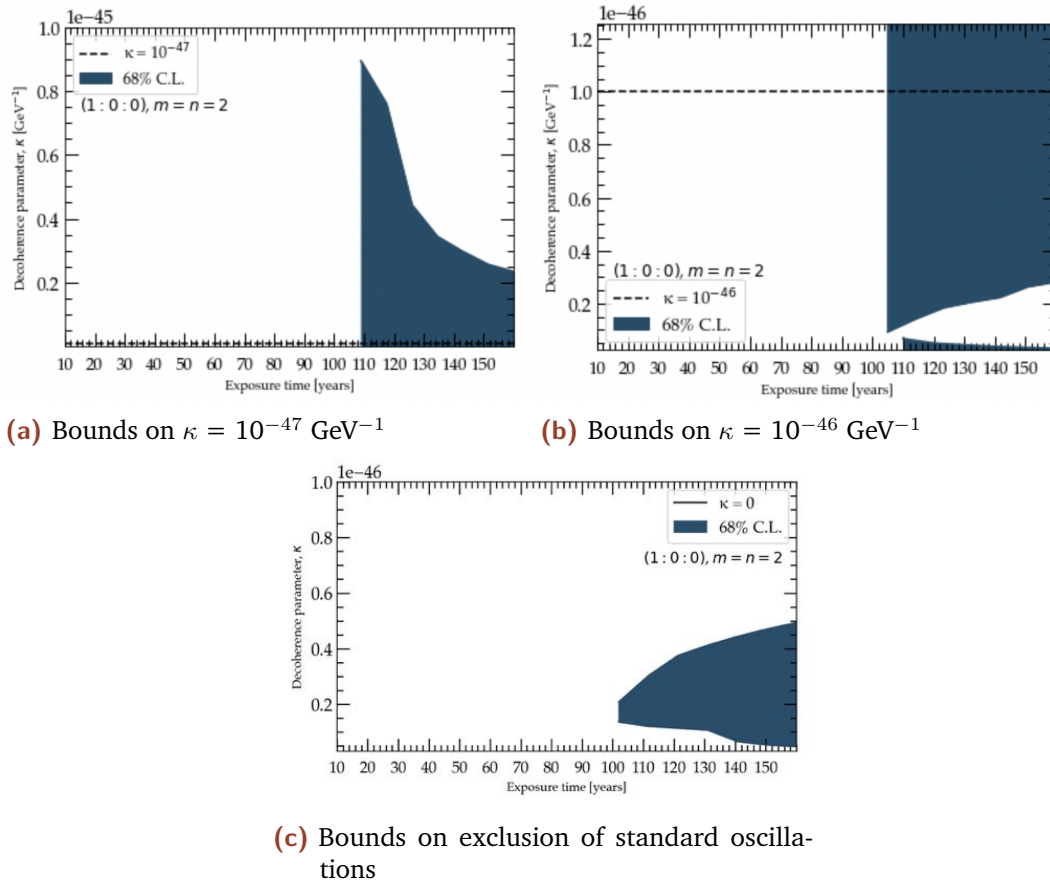 1e−45
1.0
0.8
0.6
0.4
0.2
Decoherence parameter, κ [GeV⁻¹]
κ = 10⁻⁴⁷
68% C.L.
(1 : 0 : 0), m = n = 2
10 20 30 40 50 60 70 80 90 100 110 120 130 140 150
Exposure time [years]
(a) Bounds on κ = 10⁻⁴⁷ GeV⁻¹
1e−46
1.2
1.0
0.8
0.6
0.4
0.2
Decoherence parameter, κ [GeV⁻¹]
(1 : 0 : 0), m = n = 2
κ = 10⁻⁴⁶
68% C.L.
10 20 30 40 50 60 70 80 90 100 110 120 130 140 150
Exposure time [years]
(b) Bounds on κ = 10⁻⁴⁶ GeV⁻¹
1e−46
1.0
0.8
0.6
0.4
0.2
Decoherence parameter, κ
κ = 0
68% C.L.
(1 : 0 : 0), m = n = 2
10 20 30 40 50 60 70 80 90 100 110 120 130 140 150
Exposure time [years]
(c) Bounds on exclusion of standard oscilla-
tions